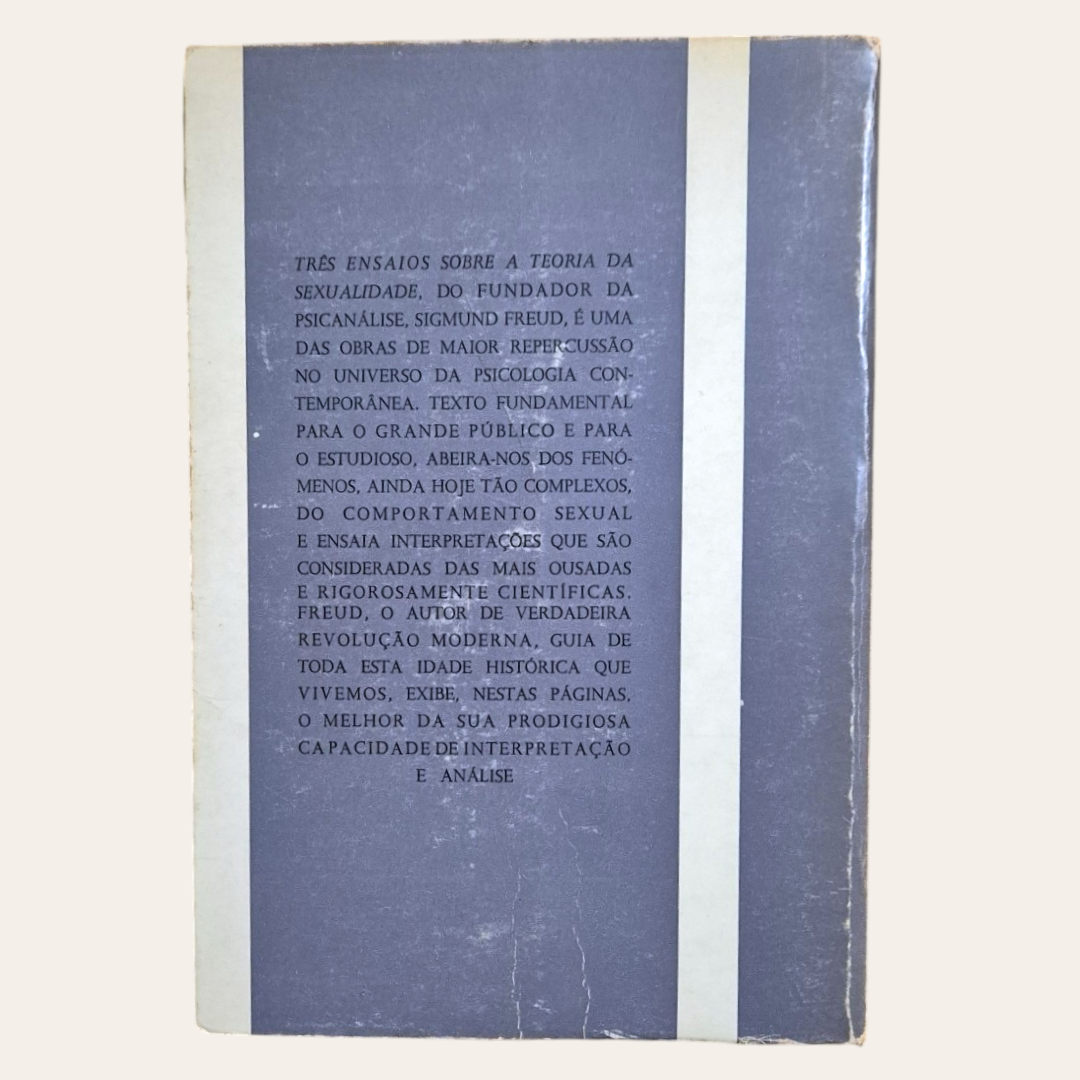 TRÊS ENSAIOS SOBRE A TEORIA DA
SEXUALIDADE, DO FUNDADOR DA
PSICANÁLISE, SIGMUND FREUD, É UMA
DAS OBRAS DE MAIOR REPERCUSSÃO
NO UNIVERSO DA PSICOLOGIA CON-
TEMPORÂNEA. TEXTO FUNDAMENTAL
PARA O GRANDE PÚBLICO E PARA
O ESTUDIOSO, ABEIRA-NOS DOS FENÓ-
MENOS, AINDA HOJE TÃO COMPLEXOS,
DO COMPORTAMENTO SEXUAL
E ENSAIA INTERPRETAÇÕES QUE SÃO
CONSIDERADAS DAS MAIS OUSADAS
E RIGOROSAMENTE CIENTÍFICAS.
FREUD, O AUTOR DE VERDADEIRA
REVOLUÇÃO MODERNA, GUIA DE
TODA ESTA IDADE HISTÓRICA QUE
VIVEMOS, EXIBE, NESTAS PÁGINAS,
O MELHOR DA SUA PRODIGIOSA
CAPACIDADE DE INTERPRETAÇÃO
E ANÁLISE